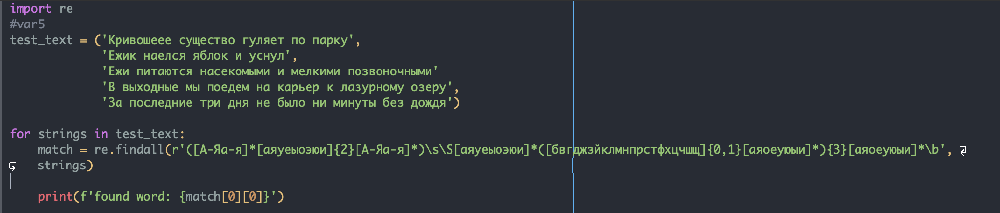 import re
#var5
test_text = ('Кривошеее существо гуляет по парку',
'Ежик наелся яблок и уснул',
'Ежи питаются насекомыми и мелкими позвоночными'
'В выходные мы поедем на карьер к лазурному озеру',
'За последние три дня не было ни минуты без дождя')
for strings in test_text:
match = re.findall(r'([А-Яа-я]*[аяуеыоэюи]{2}[А-Яа-я]*)\s\S[аяуеыоэюи]*([бвгджзйклмнпрстфхцчшщ]{0,1}[аяоеуюыи]*){3}[аяоеуюыи]*\b',
strings)
print(f'found word: {match[0][0]}')